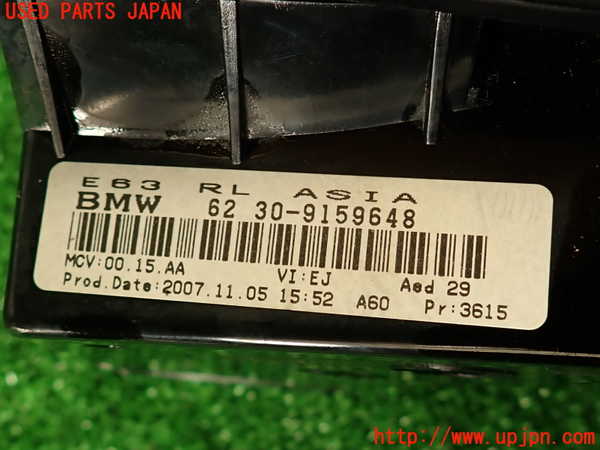 USED PARTS JAPAN
E63 RL ASIA
BMW 62 30-9159648
MCV:00.15.AA VI:EJ Asd 29
Prod.Date:2007.11.05 15:52 A60 Pr:3615
http://www.upjpn.com/